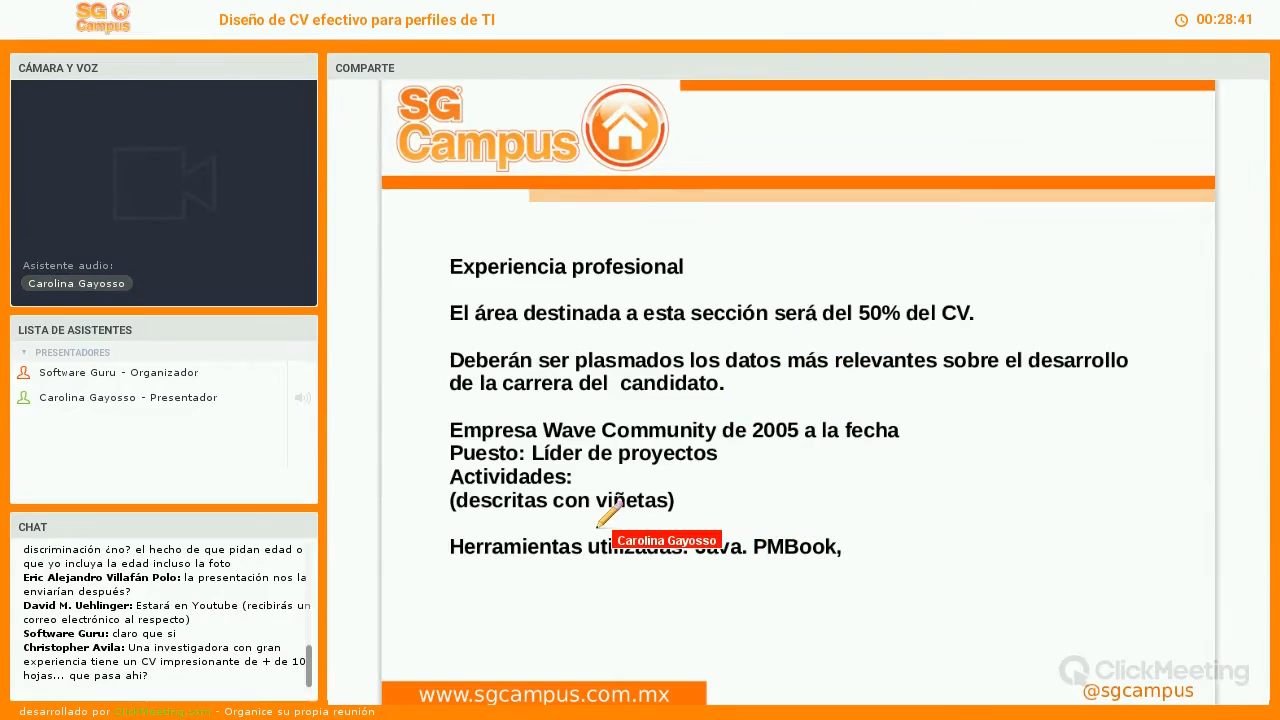 SG Campus
Diseño de CV efectivo para perfiles de TI
00:28:41
CÁMARA Y VOZ
Asistente audio:
Carolina Gayosso
LISTA DE ASISTENTES
PRESENTADORES
Software Guru - Organizador
Carolina Gayosso - Presentador
CHAT
discriminación ¿no? el hecho de que pidan edad o
que yo incluya la edad incluso la foto
Eric Alejandro Villafán Polo: la presentación nos la
enviarían después?
David M. Uehlinger: Estará en Youtube (recibirás un
correo electrónico al respecto)
Software Guru: claro que si
Christopher Avila: Una investigadora con gran
experiencia tiene un CV impresionante de + de 10
hojas... que pasa ahi?
COMPARTE
SG
Campus
Experiencia profesional
El área destinada a esta sección será del 50% del CV.
Deberán ser plasmados los datos más relevantes sobre el desarrollo
de la carrera del candidato.
Empresa Wave Community de 2005 a la fecha
Puesto: Líder de proyectos
Actividades:
(descritas con viñetas)
Carolina Gayosso
Herramientas utilizadas: Java. PMBook,
www.sgcampus.com.mx
ClickMeeting
@sgcampus
desarrollado por ClickMeeting.com - Organice su propia reunión